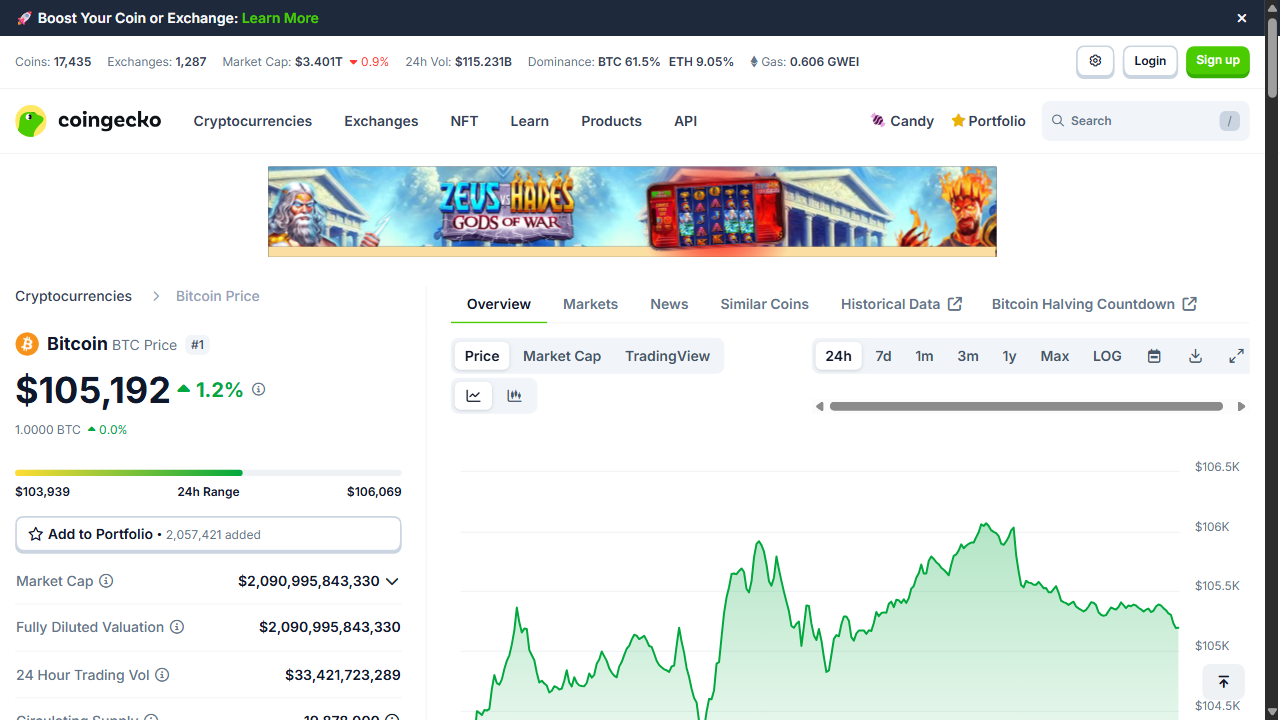 🚀 Boost Your Coin or Exchange: Learn More
Coins: 17,435 Exchanges: 1,287 Market Cap: $3.401T 0.9% 24h Vol: $115.231B Dominance: BTC 61.5% ETH 9.05% Gas: 0.606 GWEI
Login
Sign up
coingecko Cryptocurrencies Exchanges NFT Learn Products API
Candy Portfolio Search /
ZEUS VS HADES
GODS OF WAR
Cryptocurrencies > Bitcoin Price
Bitcoin BTC Price #1
$105,192 1.2%
1.0000 BTC 0.0%
$103,939 24h Range $106,069
Add to Portfolio • 2,057,421 added
Market Cap $2,090,995,843,330
Fully Diluted Valuation $2,090,995,843,330
24 Hour Trading Vol $33,421,723,289
Circulating Supply 19,878,000
Overview Markets News Similar Coins Historical Data Bitcoin Halving Countdown
Price Market Cap TradingView
24h 7d 1m 3m 1y Max LOG
$106.5K
$106K
$105.5K
$105K
$104.5K